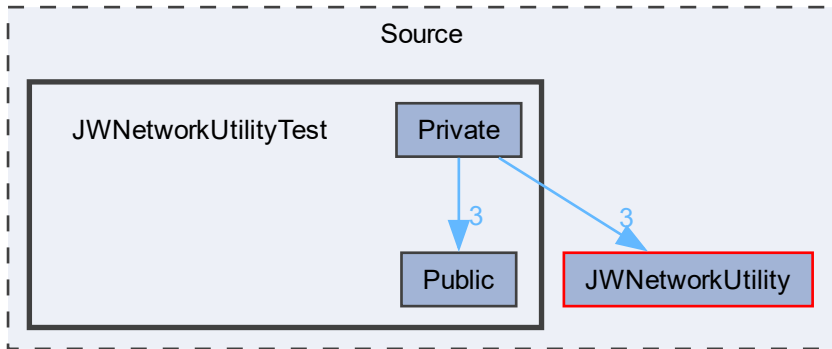 Source
JWNetworkUtilityTest
Private
3
3
Public
JWNetworkUtility